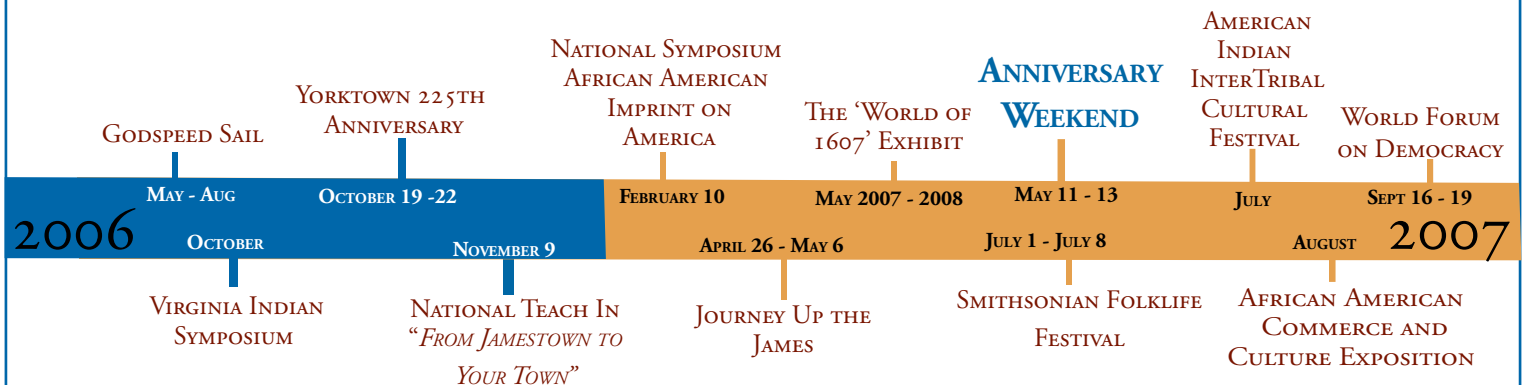 Godspeed Sail
Yorktown 225th
Anniversary
National Symposium
African American
Imprint on
America
The ‘World of
1607’ Exhibit
Anniversary
Weekend
American
Indian
InterTribal
Cultural
Festival
World Forum
on Democracy
May - Aug
October 19 -22
February 10
May 2007 - 2008
May 11 - 13
July
Sept 16 - 19
2006
October
November 9
April 26 - May 6
July 1 - July 8
August
2007
Virginia Indian
Symposium
National Teach In
“From Jamestown to
Your Town”
Journey Up the
James
Smithsonian Folklife
Festival
African American
Commerce and
Culture Exposition